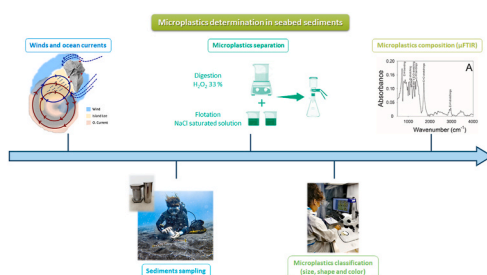 Microplastics determination in seabed sediments
Winds and ocean currents
Microplastics separation
Microplastics composition (μFTIR)
Digestion
H₂O₂ 33 %
+
Flotation
NaCl saturated solution
Wind
G. Current
A
Absorbance
0,20
0,15
0,10
0,05
0
1000
2000
3000
4000
Wavenumber (cm⁻¹)
Sediments sampling
Microplastics classification
(size, shape and color)